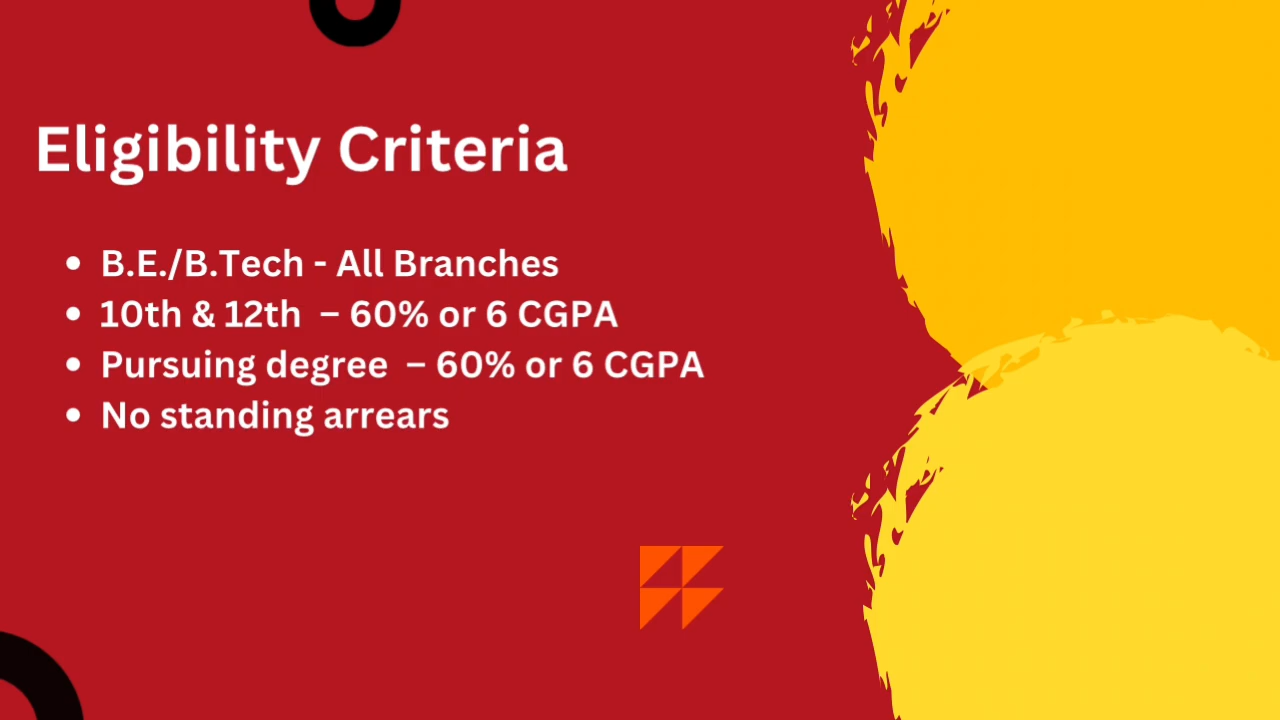 Eligibility Criteria
• B.E./B.Tech - All Branches
• 10th & 12th – 60% or 6 CGPA
• Pursuing degree – 60% or 6 CGPA
• No standing arrears